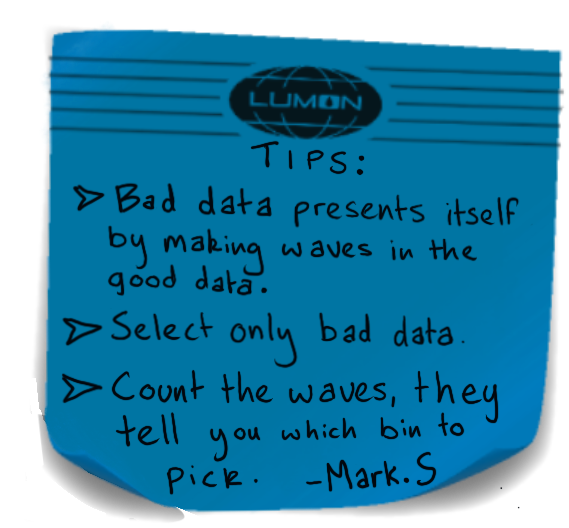 LUMON
TIPS:
➢ Bad data presents itself
by making waves in the
good data.
➢ Select only bad data.
➢ Count the waves, they
tell you which bin to
pick. -Mark.S